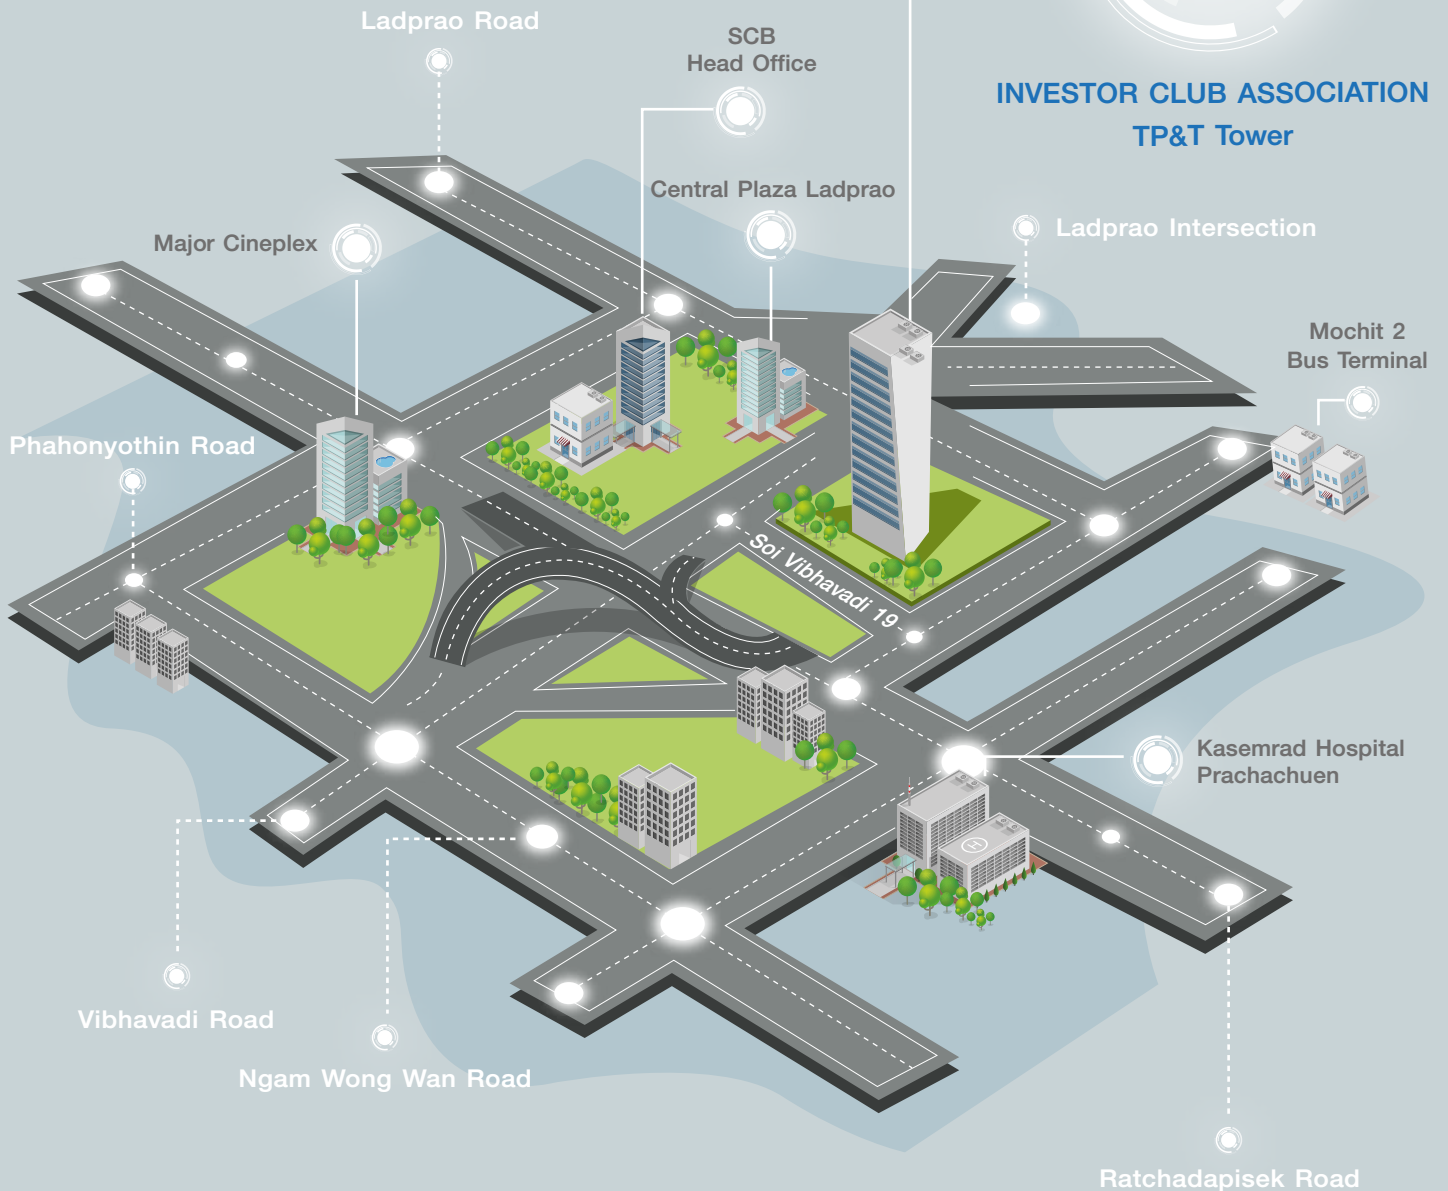 Ladprao Road
SCB
Head Office
INVESTOR CLUB ASSOCIATION
TP&T Tower
Central Plaza Ladprao
Major Cineplex
Ladprao Intersection
Mochit 2
Bus Terminal
Phahonyothin Road
Soi Vibhavadi 19
Kasemrad Hospital
Prachachuen
Vibhavadi Road
Ngam Wong Wan Road
Ratchadapisek Road
H